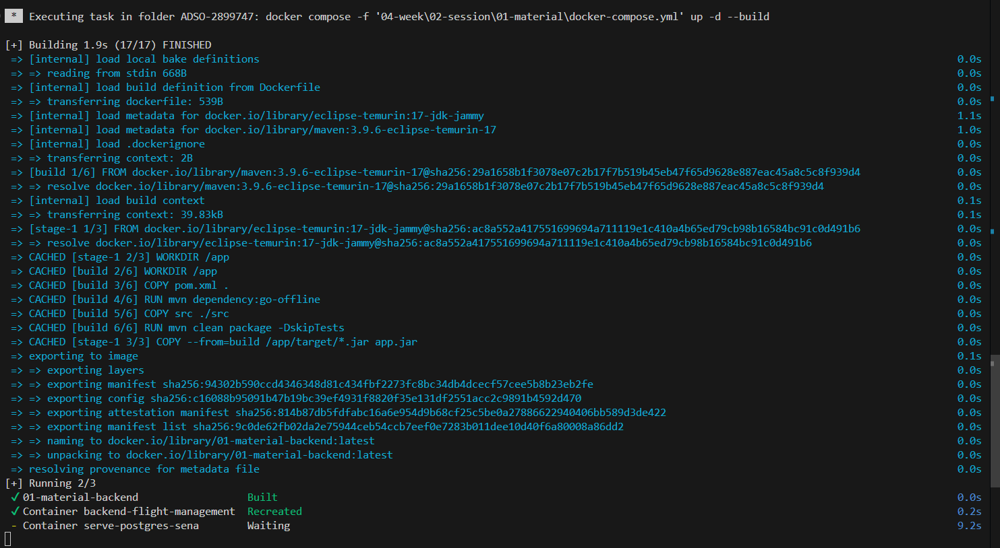 * Executing task in folder ADSO-2899747: docker compose -f '04-week\02-session\01-material\docker-compose.yml' up -d --build
[+] Building 1.9s (17/17) FINISHED
=> [internal] load local bake definitions 0.0s
=> => reading from stdin 668B 0.0s
=> [internal] load build definition from Dockerfile 0.0s
=> => transferring dockerfile: 539B 0.0s
=> [internal] load metadata for docker.io/library/eclipse-temurin:17-jdk-jammy 1.1s
=> [internal] load metadata for docker.io/library/maven:3.9.6-eclipse-temurin-17 1.0s
=> [internal] load .dockerignore 0.0s
=> => transferring context: 2B 0.0s
=> [build 1/6] FROM docker.io/library/maven:3.9.6-eclipse-temurin-17@sha256:29a1658b1f3078e07c2b17f7b519b45eb47f65d9628e887eac45a8c5c8f939d4 0.0s
=> => resolve docker.io/library/maven:3.9.6-eclipse-temurin-17@sha256:29a1658b1f3078e07c2b17f7b519b45eb47f65d9628e887eac45a8c5c8f939d4 0.0s
=> [internal] load build context 0.1s
=> => transferring context: 39.83kB 0.1s
=> [stage-1 1/3] FROM docker.io/library/eclipse-temurin:17-jdk-jammy@sha256:ac8a552a417551699694a711119e1c410a4b65ed79cb98b16584bc91c0d491b6 0.0s
=> => resolve docker.io/library/eclipse-temurin:17-jdk-jammy@sha256:ac8a552a417551699694a711119e1c410a4b65ed79cb98b16584bc91c0d491b6 0.0s
=> CACHED [stage-1 2/3] WORKDIR /app 0.0s
=> CACHED [build 2/6] WORKDIR /app 0.0s
=> CACHED [build 3/6] COPY pom.xml . 0.0s
=> CACHED [build 4/6] RUN mvn dependency:go-offline 0.0s
=> CACHED [build 5/6] COPY src ./src 0.0s
=> CACHED [build 6/6] RUN mvn clean package -DskipTests 0.0s
=> CACHED [stage-1 3/3] COPY --from=build /app/target/*.jar app.jar 0.0s
=> exporting to image 0.1s
=> => exporting layers 0.0s
=> => exporting manifest sha256:94302b590ccd4346348d81c434fbf2273fc8bc34db4dcecf57cee5b8b23eb2fe 0.0s
=> => exporting config sha256:c16088b95091b47b19bc39ef4931f8820f35e131df2551acc2c9891b4592d470 0.0s
=> => exporting attestation manifest sha256:814b87db5fdfabc16a6e954d9b68cf25c5be0a27886622940406bb589d3de422 0.0s
=> => exporting manifest list sha256:9c0de62fb02da2e75944ceb54ccb7eef0e7283b011dee10d40f6a80008a86dd2 0.0s
=> => naming to docker.io/library/01-material-backend:latest 0.0s
=> => unpacking to docker.io/library/01-material-backend:latest 0.0s
=> resolving provenance for metadata file 0.0s
[+] Running 2/3
✓ 01-material-backend Built 0.0s
✓ Container backend-flight-management Recreated 0.2s
- Container serve-postgres-sena Waiting 9.2s